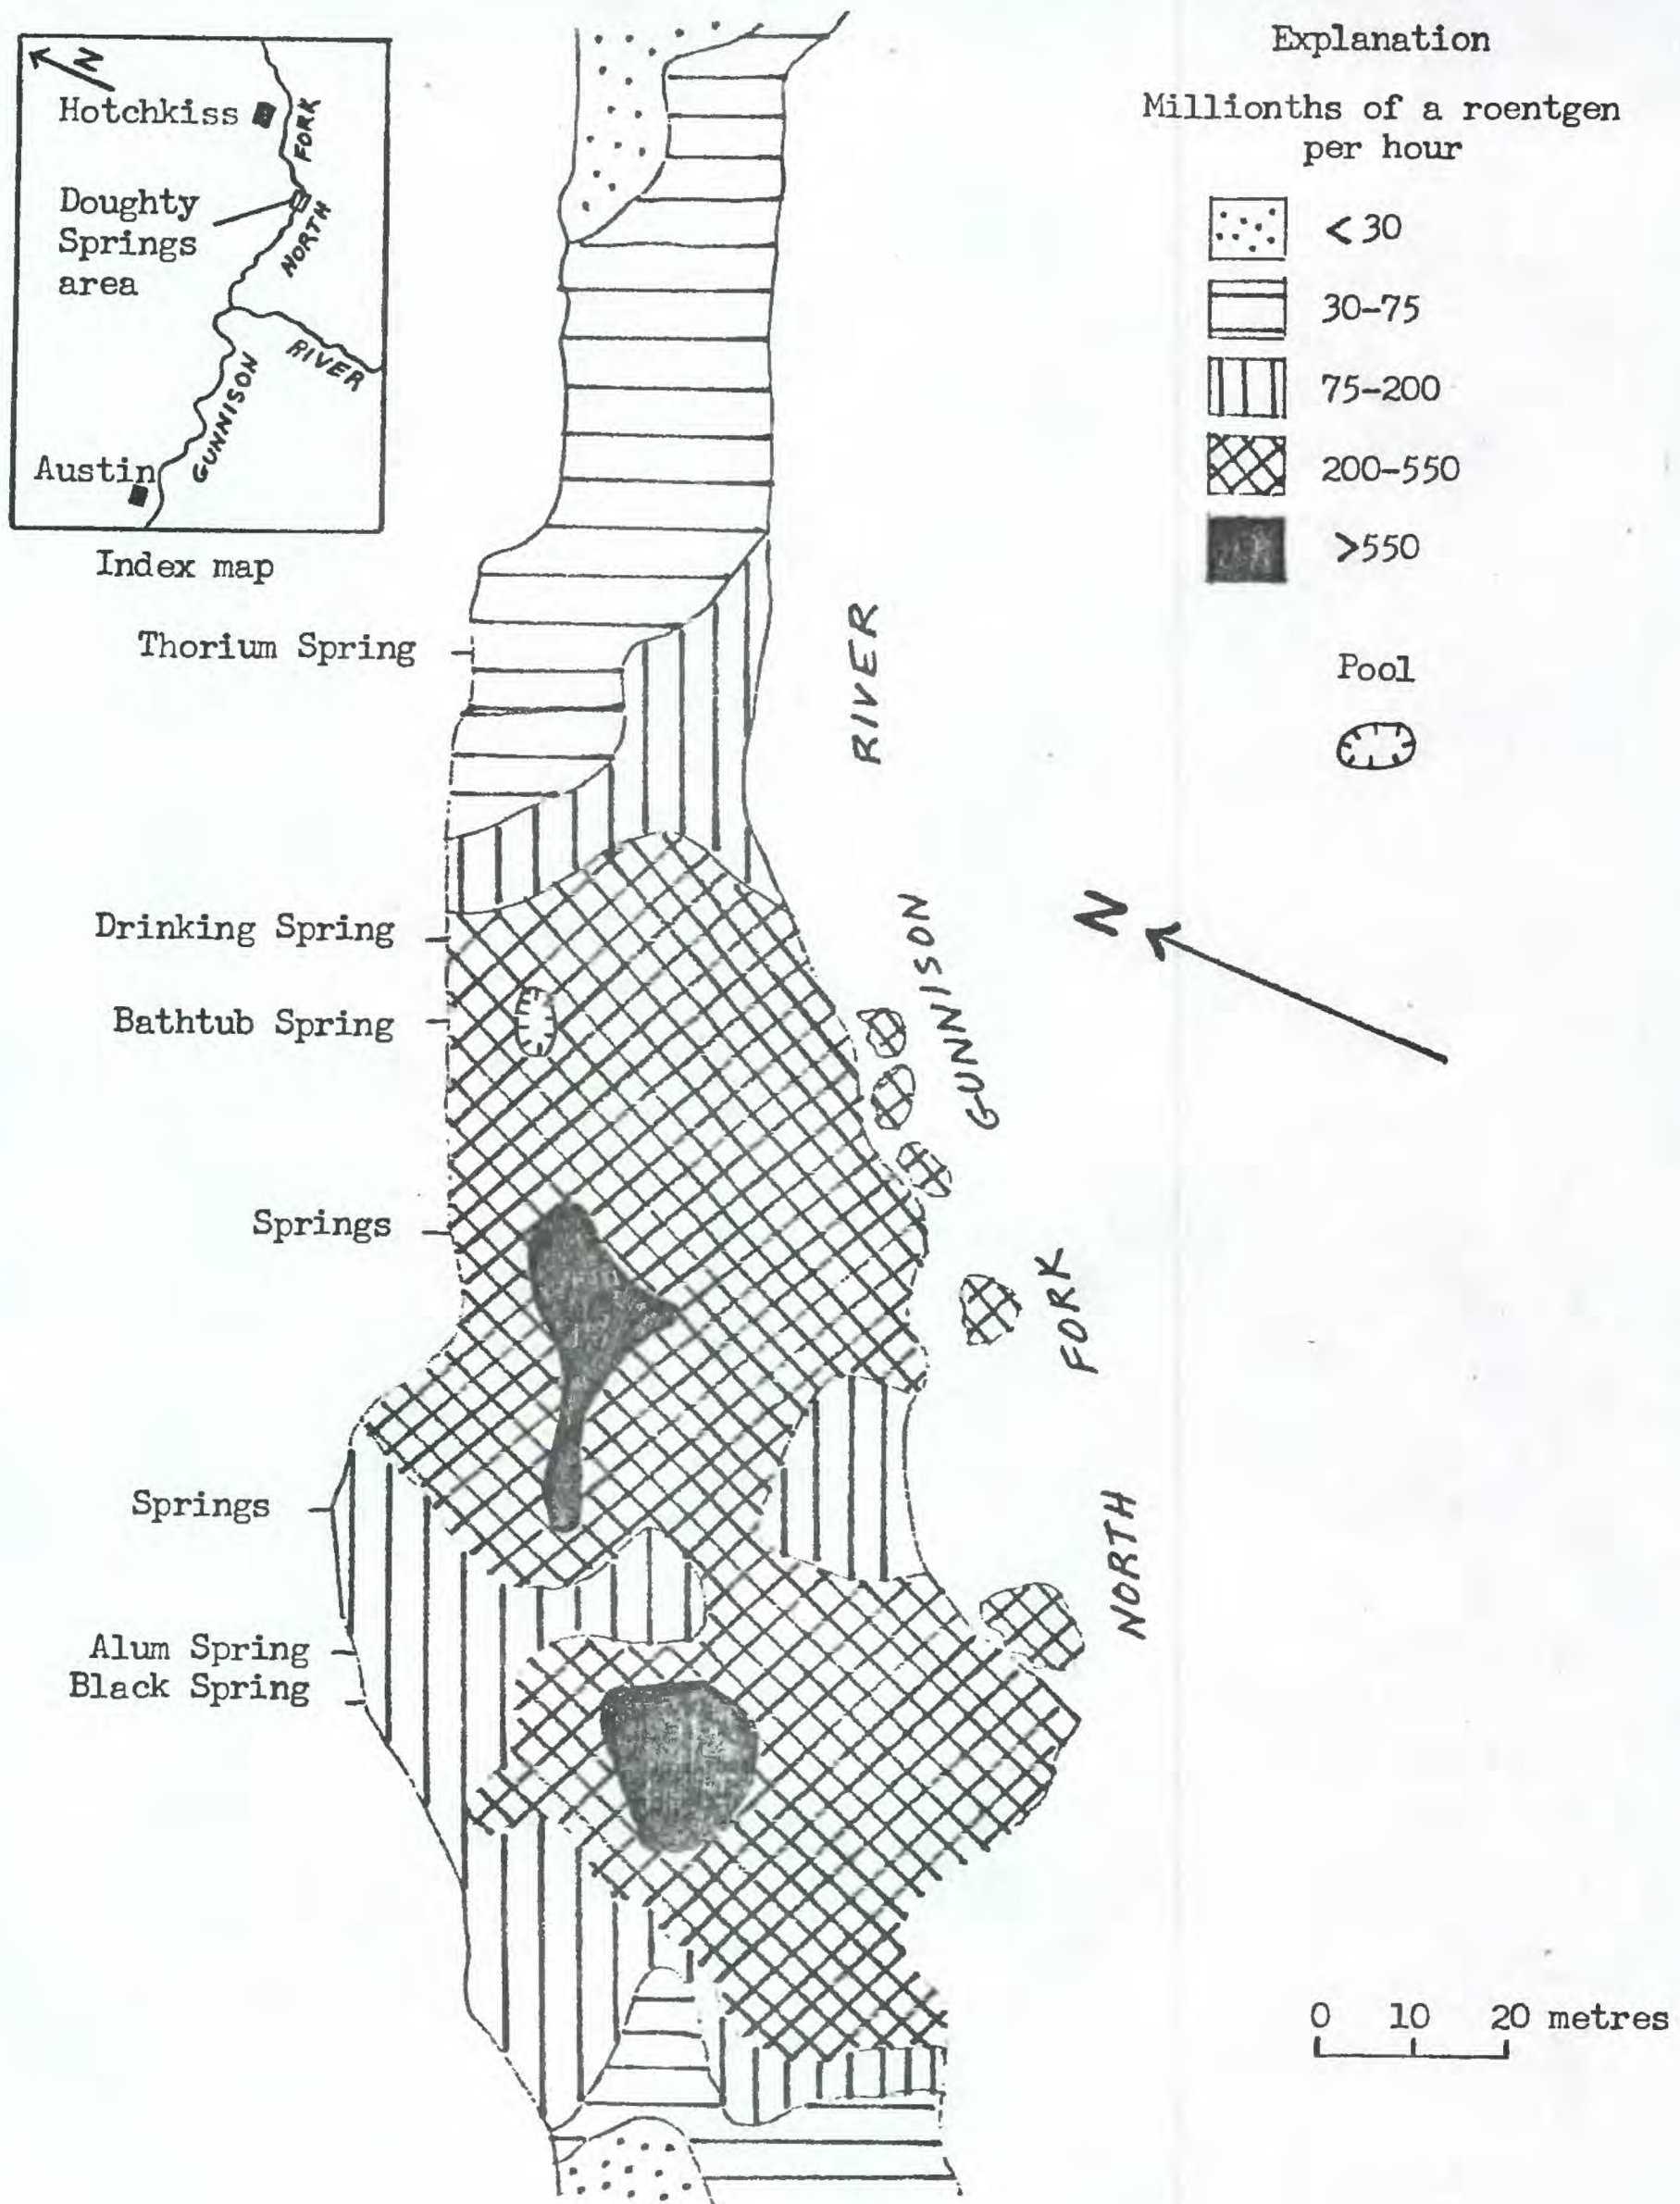 N
Hotchkiss
FORK
Doughty
Springs
area
NORTH
RIVER
GUNNISON
Austin
Index map
Explanation
Millionths of a roentgen
per hour
<30
30-75
75-200
200-550
>550
Pool
Thorium Spring
RIVER
Drinking Spring
Bathtub Spring
GUNNISON
N
Springs
FORK
Springs
NORTH
Alum Spring
Black Spring
0 10 20 metres